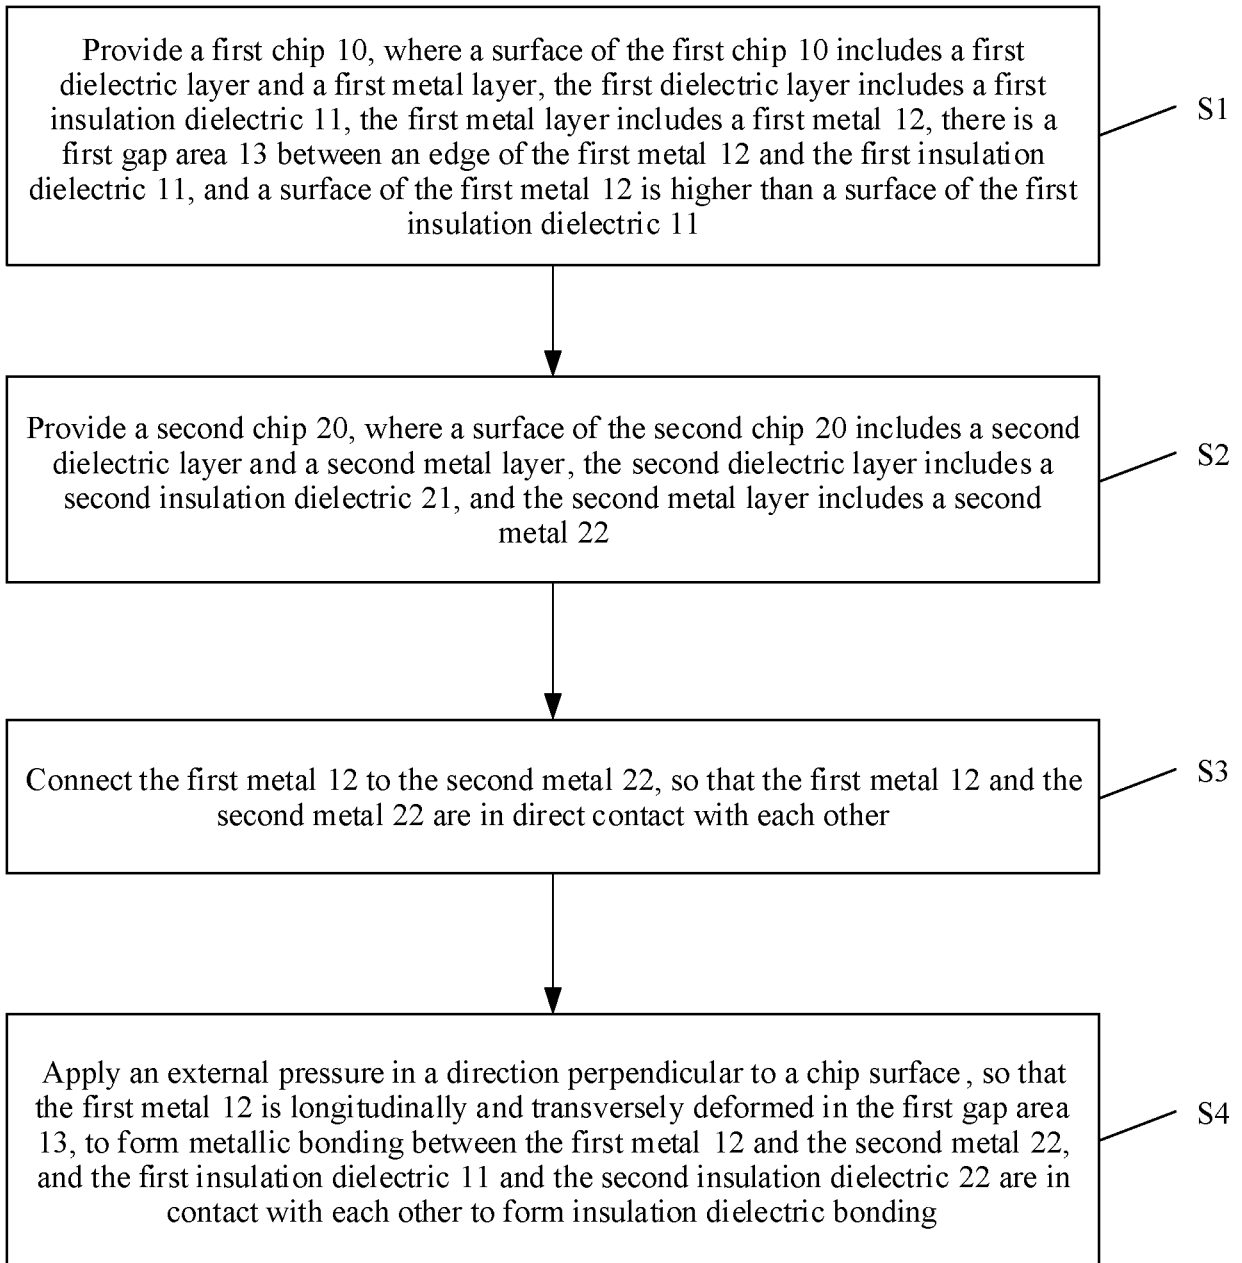 Provide a first chip 10, where a surface of the first chip 10 includes a first
dielectric layer and a first metal layer, the first dielectric layer includes a first
insulation dielectric 11, the first metal layer includes a first metal 12, there is a
first gap area 13 between an edge of the first metal 12 and the first insulation
dielectric 11, and a surface of the first metal 12 is higher than a surface of the first
insulation dielectric 11
S1
Provide a second chip 20, where a surface of the second chip 20 includes a second
dielectric layer and a second metal layer, the second dielectric layer includes a
second insulation dielectric 21, and the second metal layer includes a second
metal 22
S2
Connect the first metal 12 to the second metal 22, so that the first metal 12 and the
second metal 22 are in direct contact with each other
S3
Apply an external pressure in a direction perpendicular to a chip surface, so that
the first metal 12 is longitudinally and transversely deformed in the first gap area
13, to form metallic bonding between the first metal 12 and the second metal 22,
and the first insulation dielectric 11 and the second insulation dielectric 22 are in
contact with each other to form insulation dielectric bonding
S4